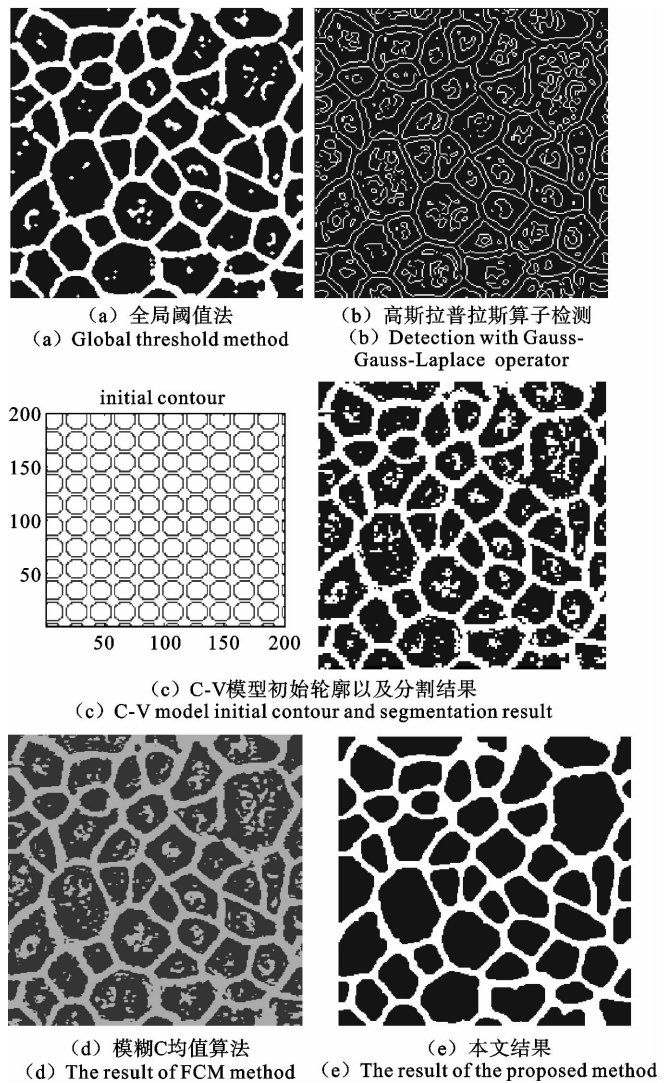 (a) 全局阈值法
(a) Global threshold method
(b) 高斯拉普拉斯算子检测
(b) Detection with Gauss-
Gauss-Laplace operator
initial contour
200
150
100
50
50 100 150 200
(c) C-V模型初始轮廓以及分割结果
(c) C-V model initial contour and segmentation result
(d) 模糊C均值算法
(d) The result of FCM method
(e) 本文结果
(e) The result of the proposed method